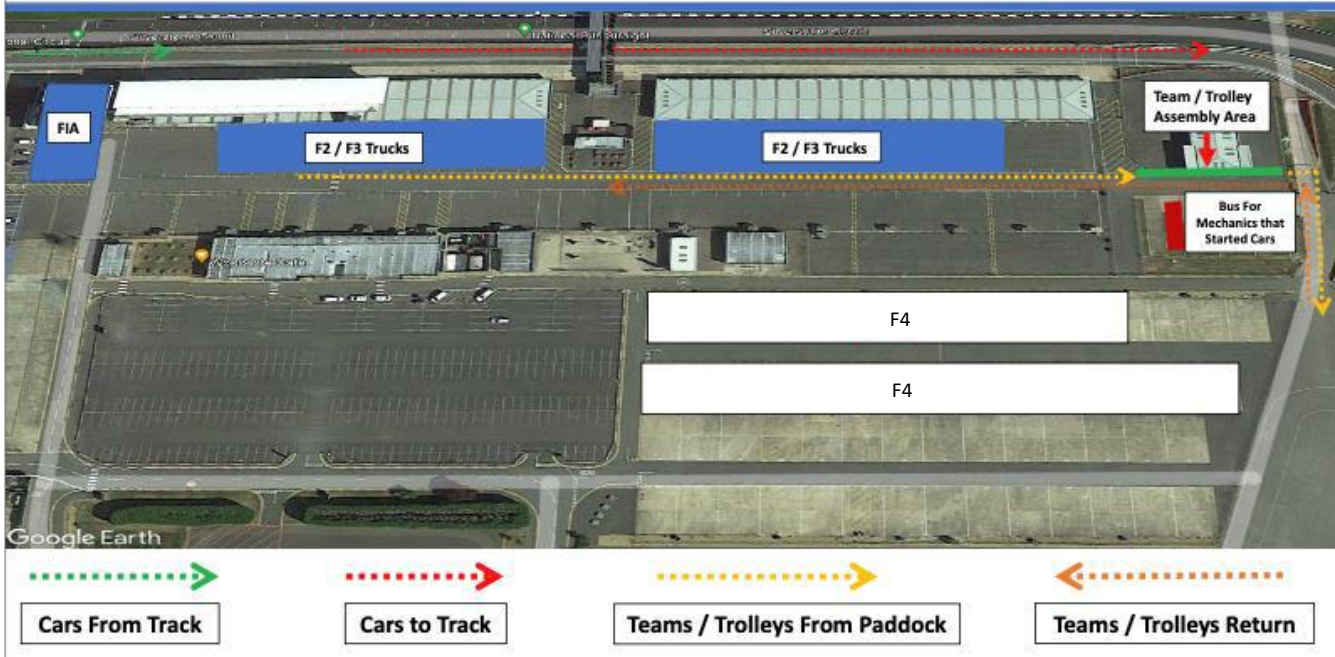 FIA
F2 / F3 Trucks
F2 / F3 Trucks
Team / Trolley
Assembly Area
Bus For
Mechanics that
Started Cars
F4
F4
Google Earth
Cars From Track
Cars to Track
Teams / Trolleys From Paddock
Teams / Trolleys Return